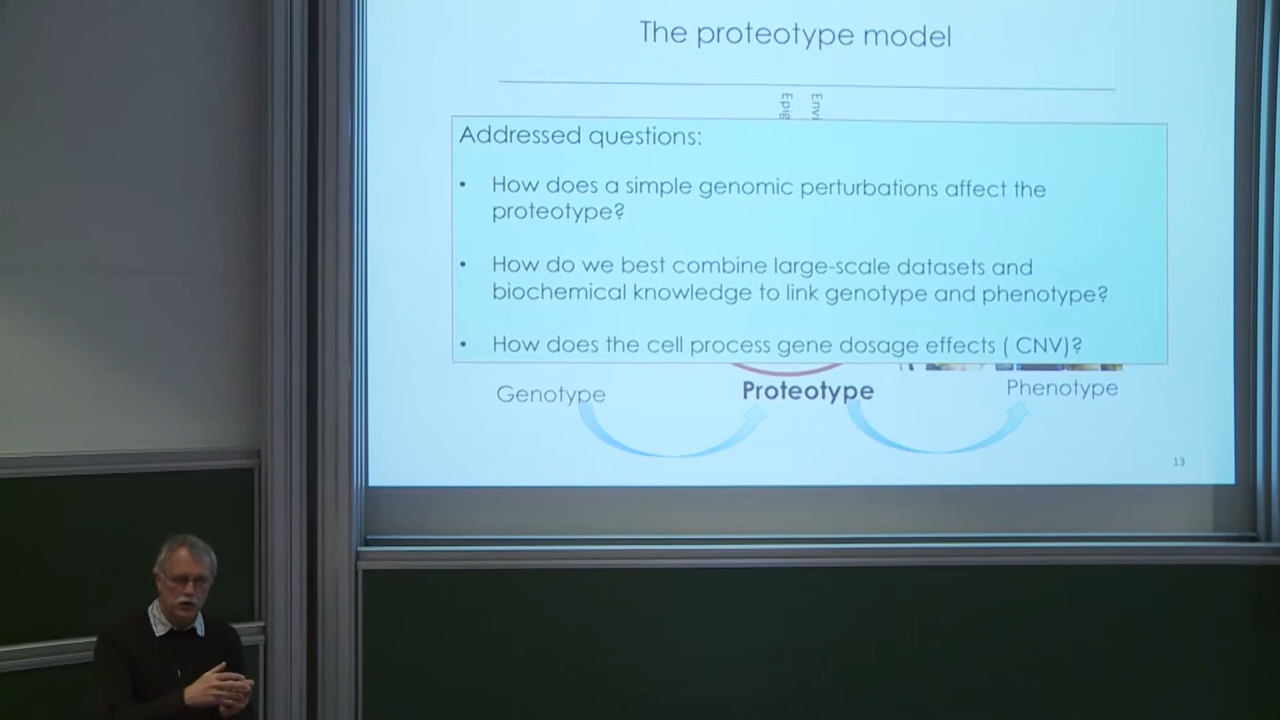 The proteotype model
Epig
Envi
Addressed questions:
• How does a simple genomic perturbations affect the
proteotype?
• How do we best combine large-scale datasets and
biochemical knowledge to link genotype and phenotype?
• How does the cell process gene dosage effects ( CNV)?
Genotype
Proteotype
Phenotype
13